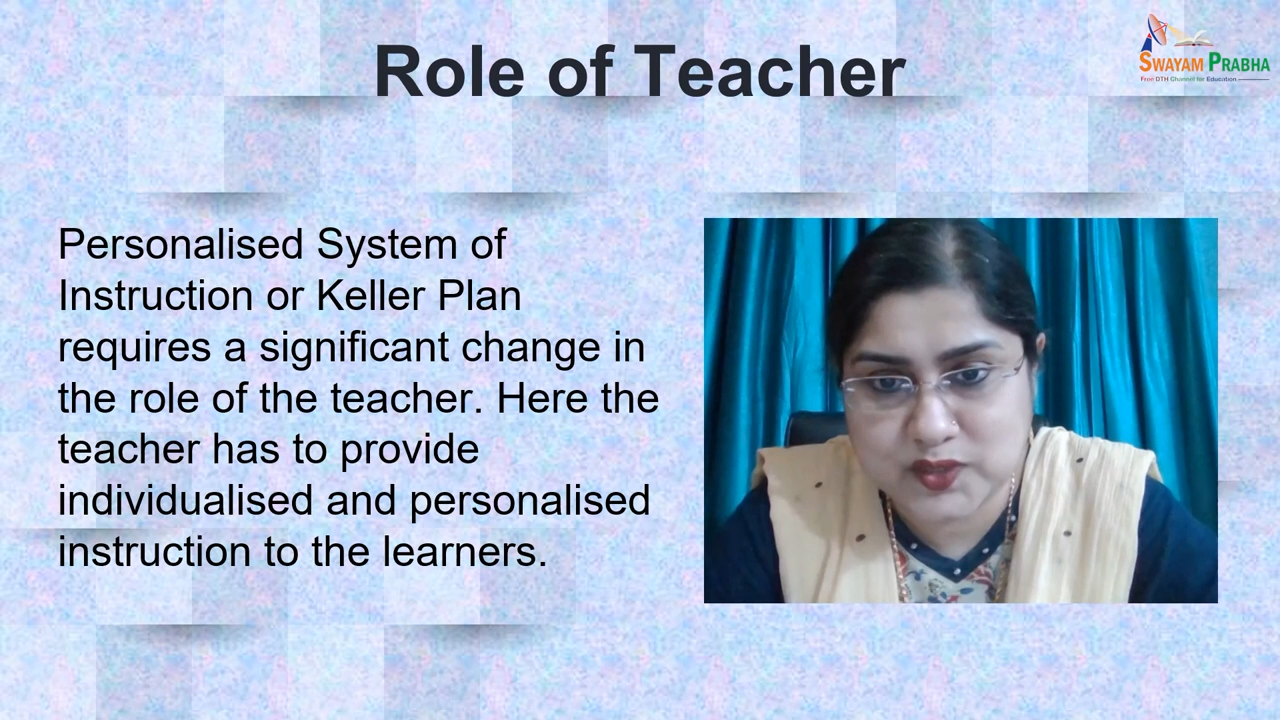 Role of Teacher
SWAYAM PRABHA
Free DTH Channel for Education
Personalised System of
Instruction or Keller Plan
requires a significant change in
the role of the teacher. Here the
teacher has to provide
individualised and personalised
instruction to the learners.